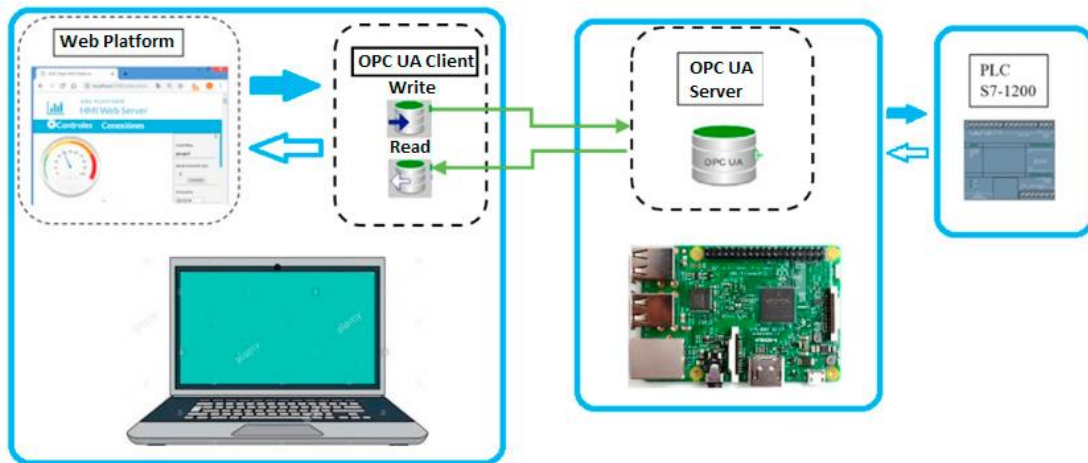 Web Platform
HMI Web Server
Controles Conexiones
OPC UA Client
Write
Read
OPC UA
Server
OPC UA
PLC
S7-1200